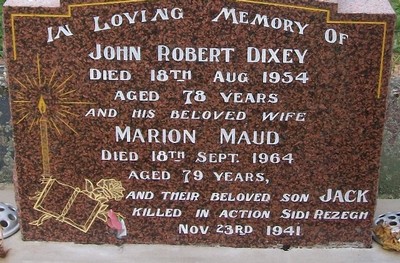 In Loving Memory Of
John Robert Dixey
Died 18th Aug 1954
Aged 78 Years
And His Beloved Wife
Marion Maud
Died 18th Sept. 1964
Aged 79 Years,
And Their Beloved Son Jack
Killed In Action Sidi Rezegh
Nov 23rd 1941